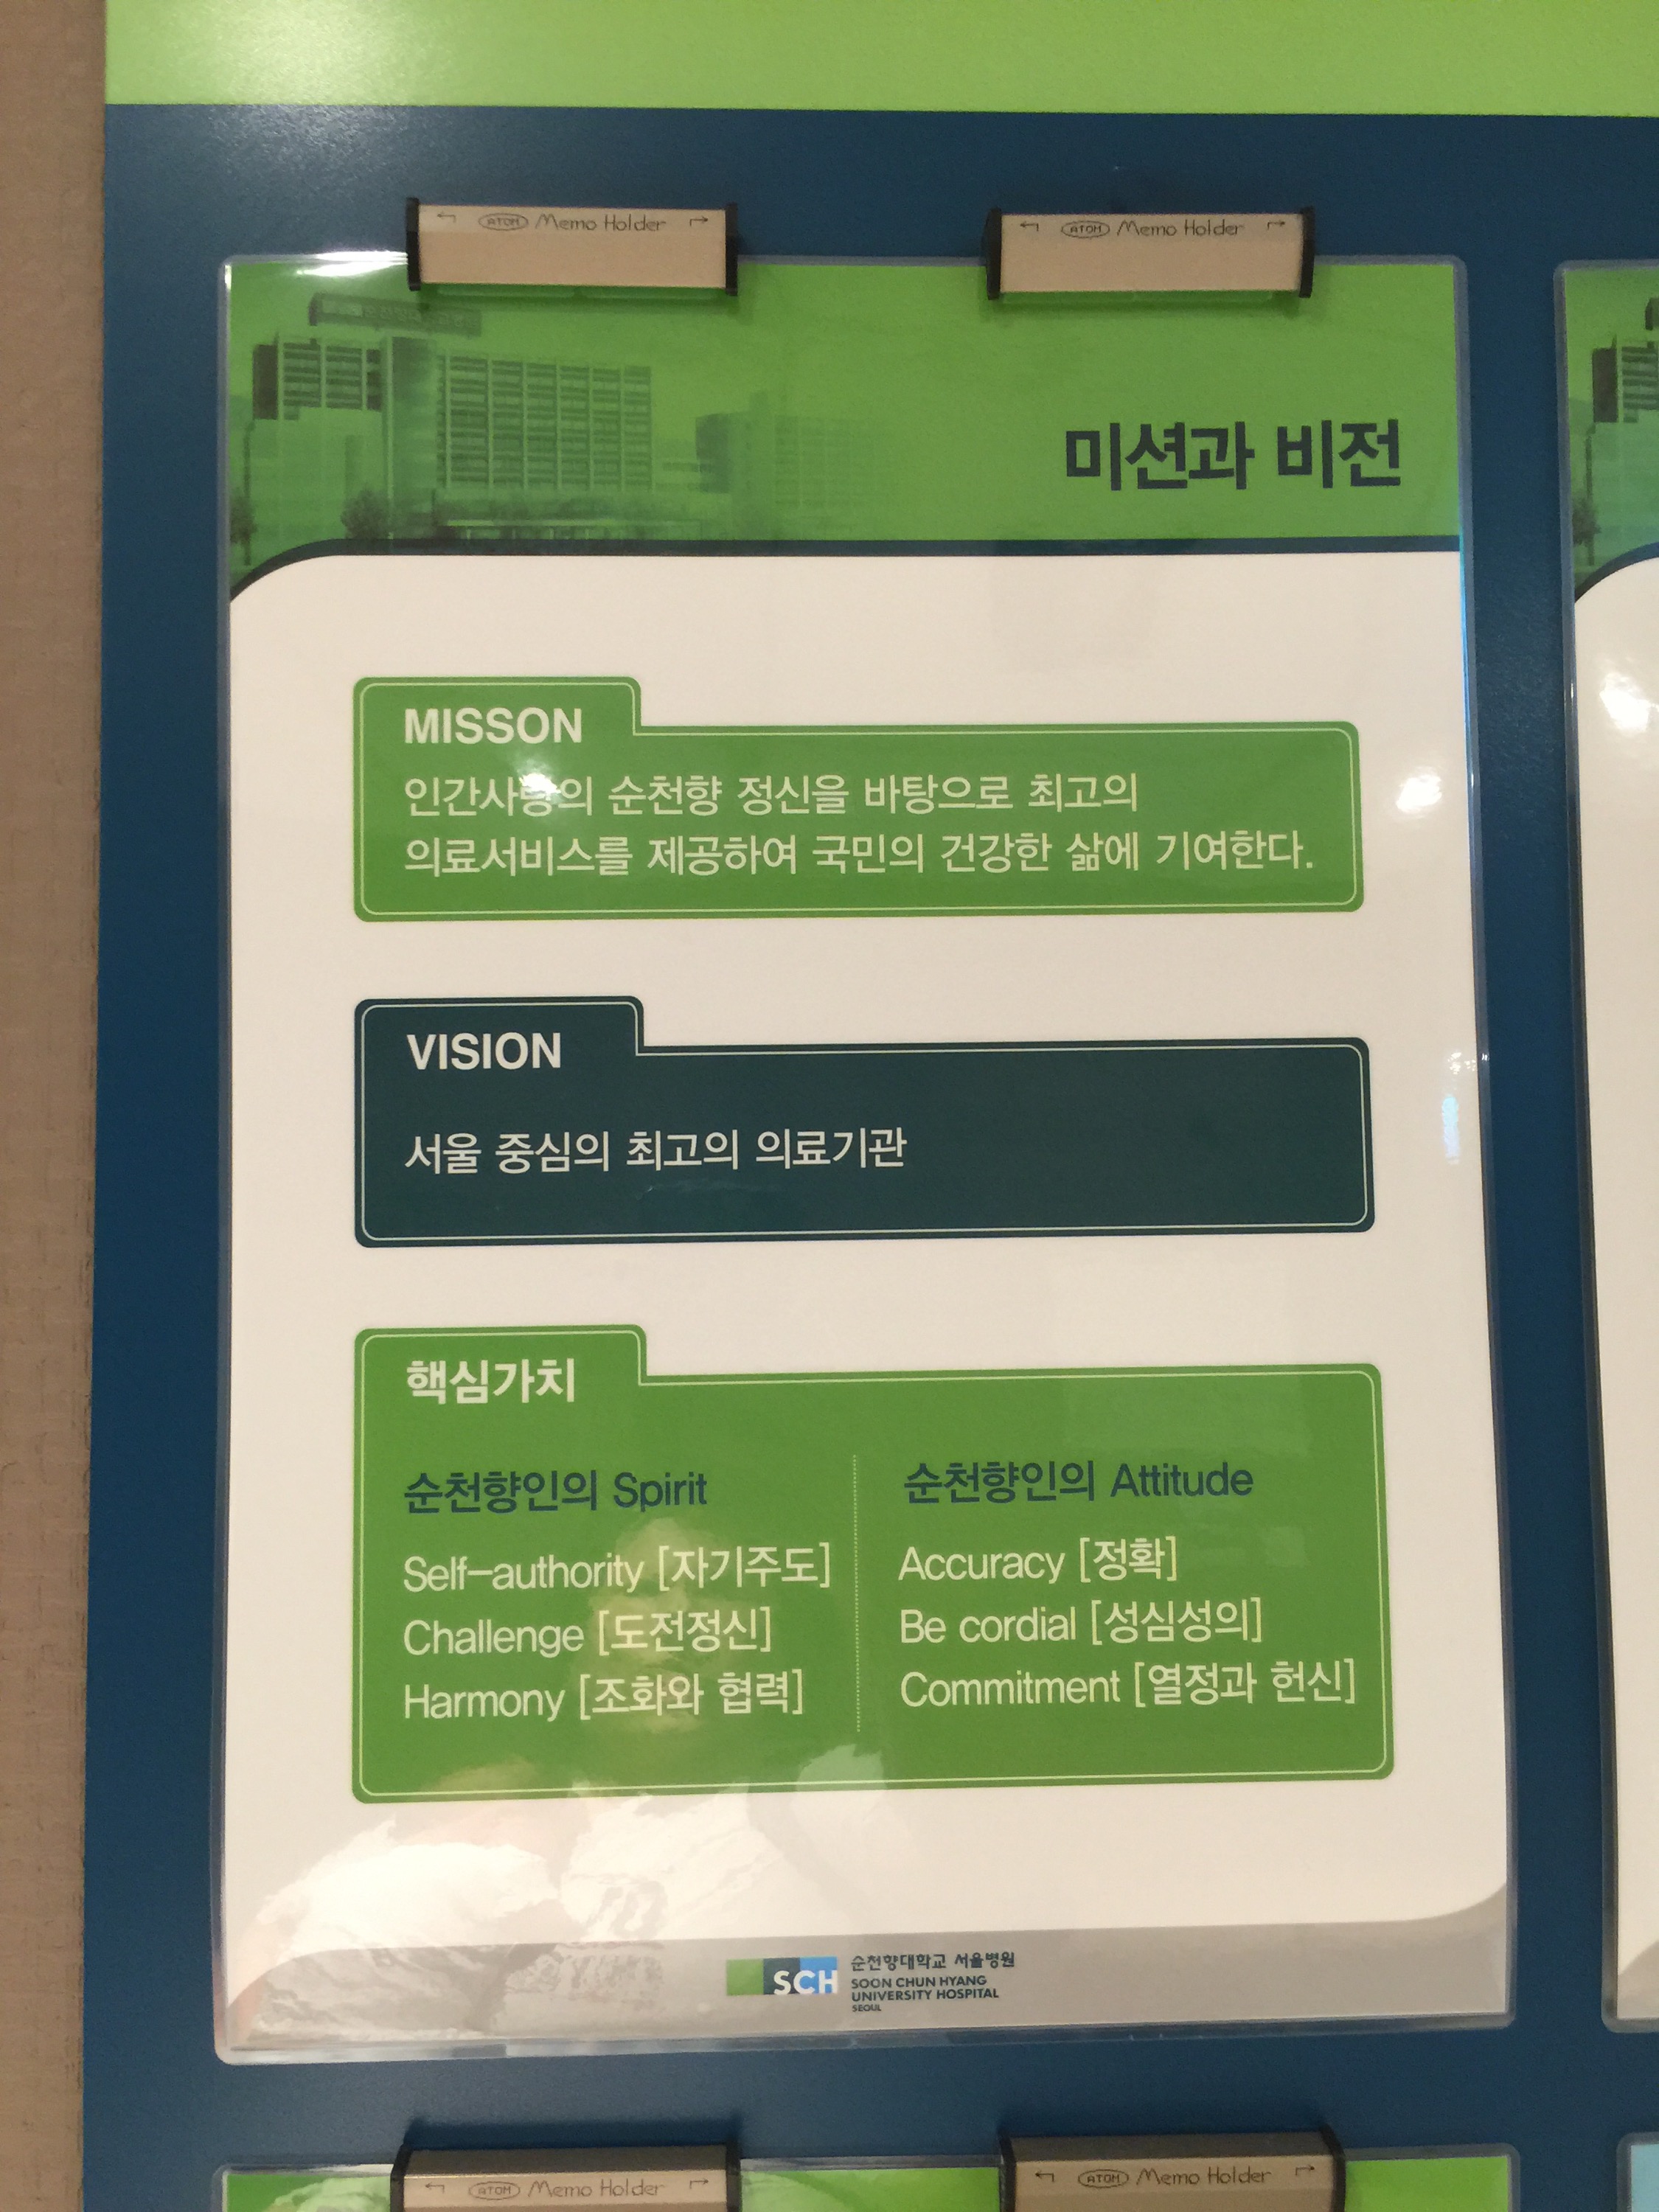 ATOM Memo Holder
ATOM Memo Holder
미션과 비전
MISSON
인간사랑의 순천향 정신을 바탕으로 최고의
의료서비스를 제공하여 국민의 건강한 삶에 기여한다.
VISION
서울 중심의 최고의 의료기관
핵심가치
순천향인의 Spirit
Self-authority [자기주도]
Challenge [도전정신]
Harmony [조화와 협력]
순천향인의 Attitude
Accuracy [정확]
Be cordial [성심성의]
Commitment [열정과 헌신]
SCH
순천향대학교 서울병원
SOON CHUN HYANG
UNIVERSITY HOSPITAL
SEOUL
ATOM Memo Holder
ATOM Memo Holder